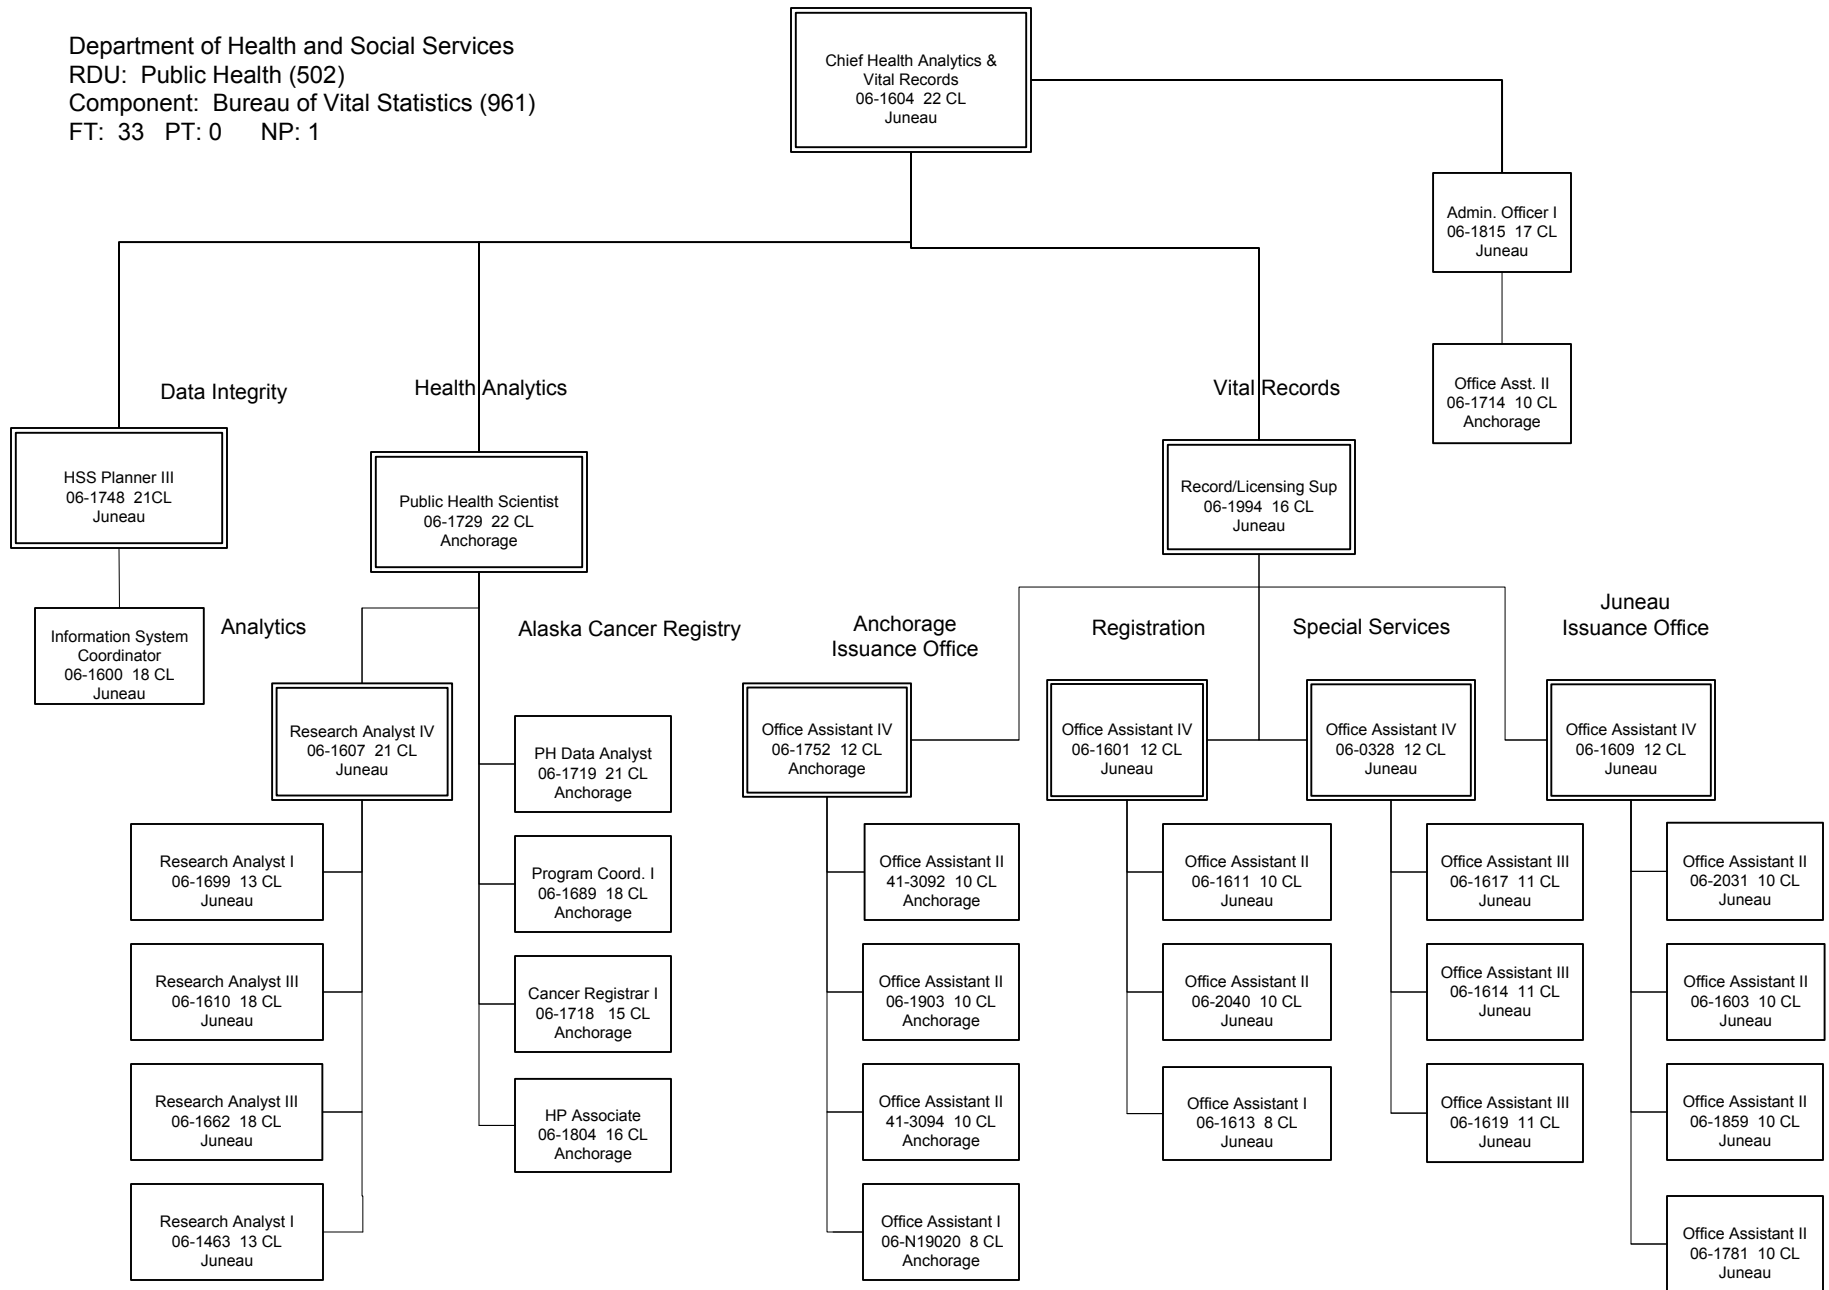 Department of Health and Social Services
RDU: Public Health (502)
Component: Bureau of Vital Statistics (961)
FT: 33 PT: 0 NP: 1
Chief Health Analytics &
Vital Records
06-1604 22 CL
Juneau
Admin. Officer I
06-1815 17 CL
Juneau
Office Asst. II
06-1714 10 CL
Anchorage
Data Integrity
Health Analytics
Vital Records
HSS Planner III
06-1748 21CL
Juneau
Public Health Scientist
06-1729 22 CL
Anchorage
Record/Licensing Sup
06-1994 16 CL
Juneau
Information System
Coordinator
06-1600 18 CL
Juneau
Analytics
Alaska Cancer Registry
Anchorage
Issuance Office
Registration
Special Services
Juneau
Issuance Office
Research Analyst IV
06-1607 21 CL
Juneau
Research Analyst I
06-1699 13 CL
Juneau
Research Analyst III
06-1610 18 CL
Juneau
Research Analyst III
06-1662 18 CL
Juneau
Research Analyst I
06-1463 13 CL
Juneau
PH Data Analyst
06-1719 21 CL
Anchorage
Program Coord. I
06-1689 18 CL
Anchorage
Cancer Registrar I
06-1718 15 CL
Anchorage
HP Associate
06-1804 16 CL
Anchorage
Office Assistant IV
06-1752 12 CL
Anchorage
Office Assistant II
41-3092 10 CL
Anchorage
Office Assistant II
06-1903 10 CL
Anchorage
Office Assistant II
41-3094 10 CL
Anchorage
Office Assistant I
06-N19020 8 CL
Anchorage
Office Assistant IV
06-1601 12 CL
Juneau
Office Assistant II
06-1611 10 CL
Juneau
Office Assistant II
06-2040 10 CL
Juneau
Office Assistant I
06-1613 8 CL
Juneau
Office Assistant IV
06-0328 12 CL
Juneau
Office Assistant III
06-1617 11 CL
Juneau
Office Assistant III
06-1614 11 CL
Juneau
Office Assistant III
06-1619 11 CL
Juneau
Office Assistant IV
06-1609 12 CL
Juneau
Office Assistant II
06-2031 10 CL
Juneau
Office Assistant II
06-1603 10 CL
Juneau
Office Assistant II
06-1859 10 CL
Juneau
Office Assistant II
06-1781 10 CL
Juneau